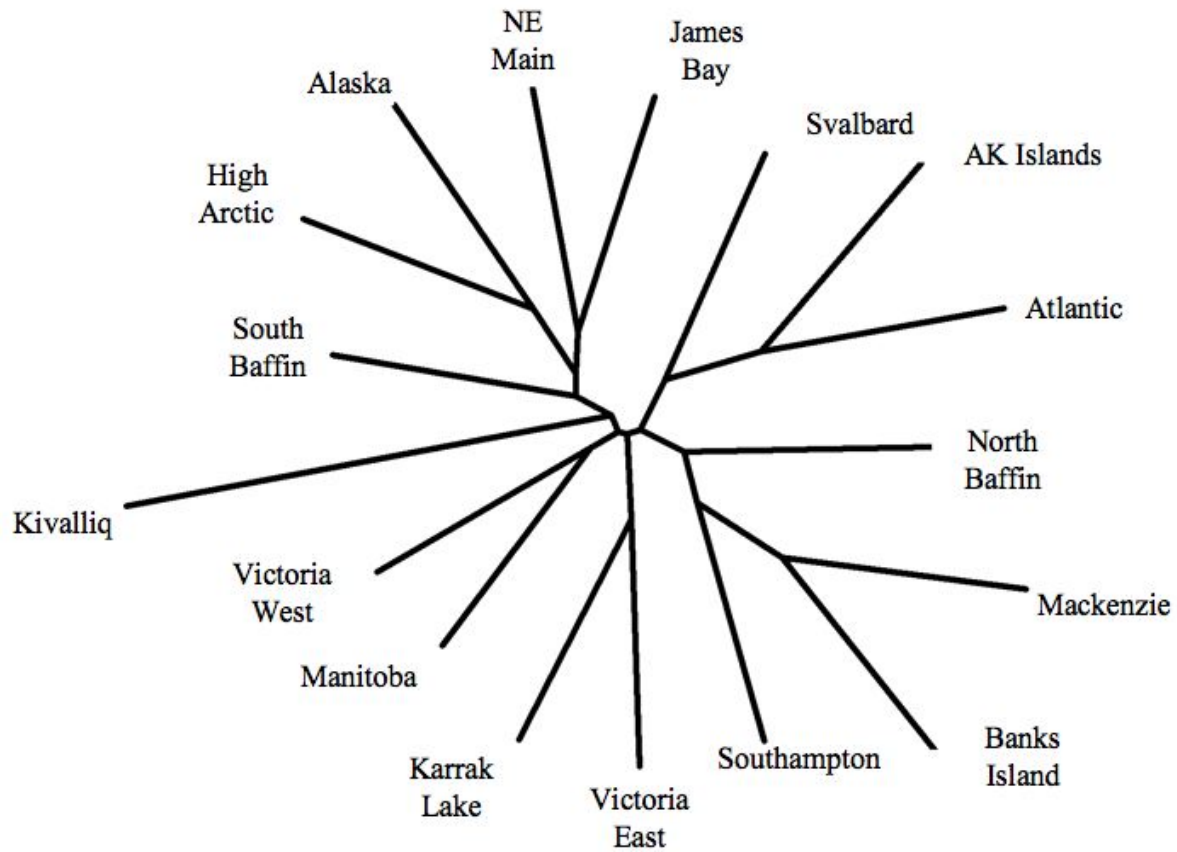 NE
Main
James
Bay
Alaska
Svalbard
AK Islands
High
Arctic
Atlantic
South
Baffin
North
Baffin
Kivalliq
Victoria
West
Mackenzie
Manitoba
Karrak
Lake
Victoria
East
Southampton
Banks
Island